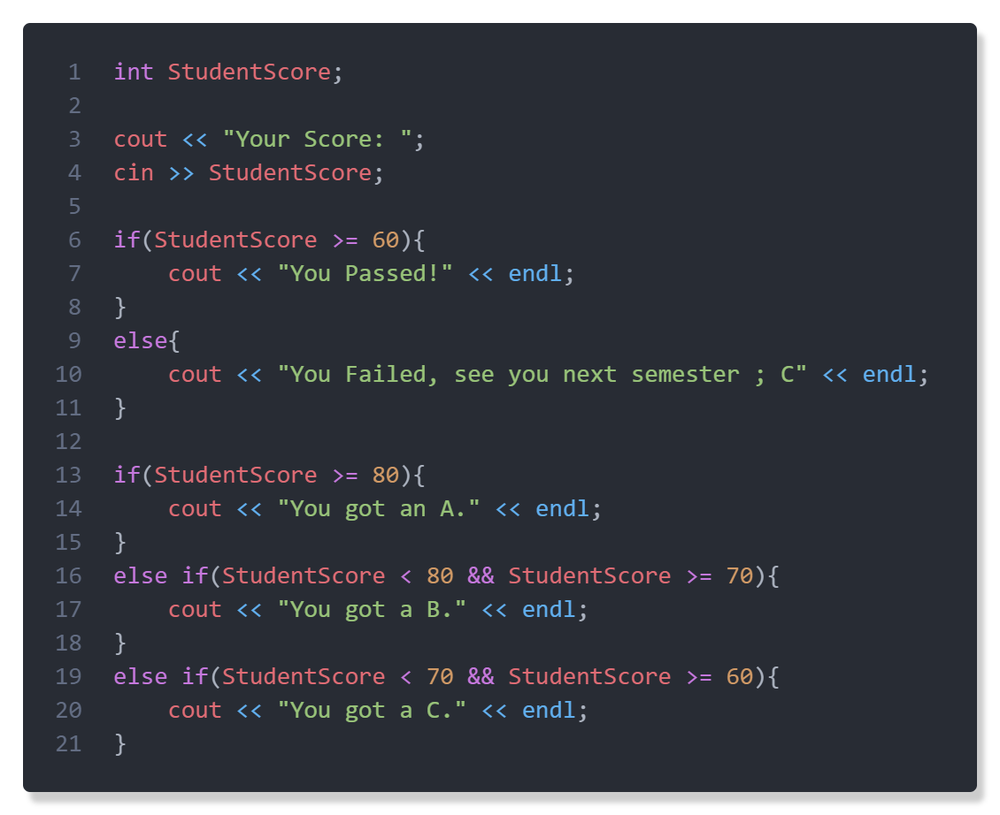 1 int StudentScore;
2
3 cout << "Your Score: ";
4 cin >> StudentScore;
5
6 if(StudentScore >= 60){
7     cout << "You Passed!" << endl;
8 }
9 else{
10     cout << "You Failed, see you next semester ; C" << endl;
11 }
12
13 if(StudentScore >= 80){
14     cout << "You got an A." << endl;
15 }
16 else if(StudentScore < 80 && StudentScore >= 70){
17     cout << "You got a B." << endl;
18 }
19 else if(StudentScore < 70 && StudentScore >= 60){
20     cout << "You got a C." << endl;
21 }